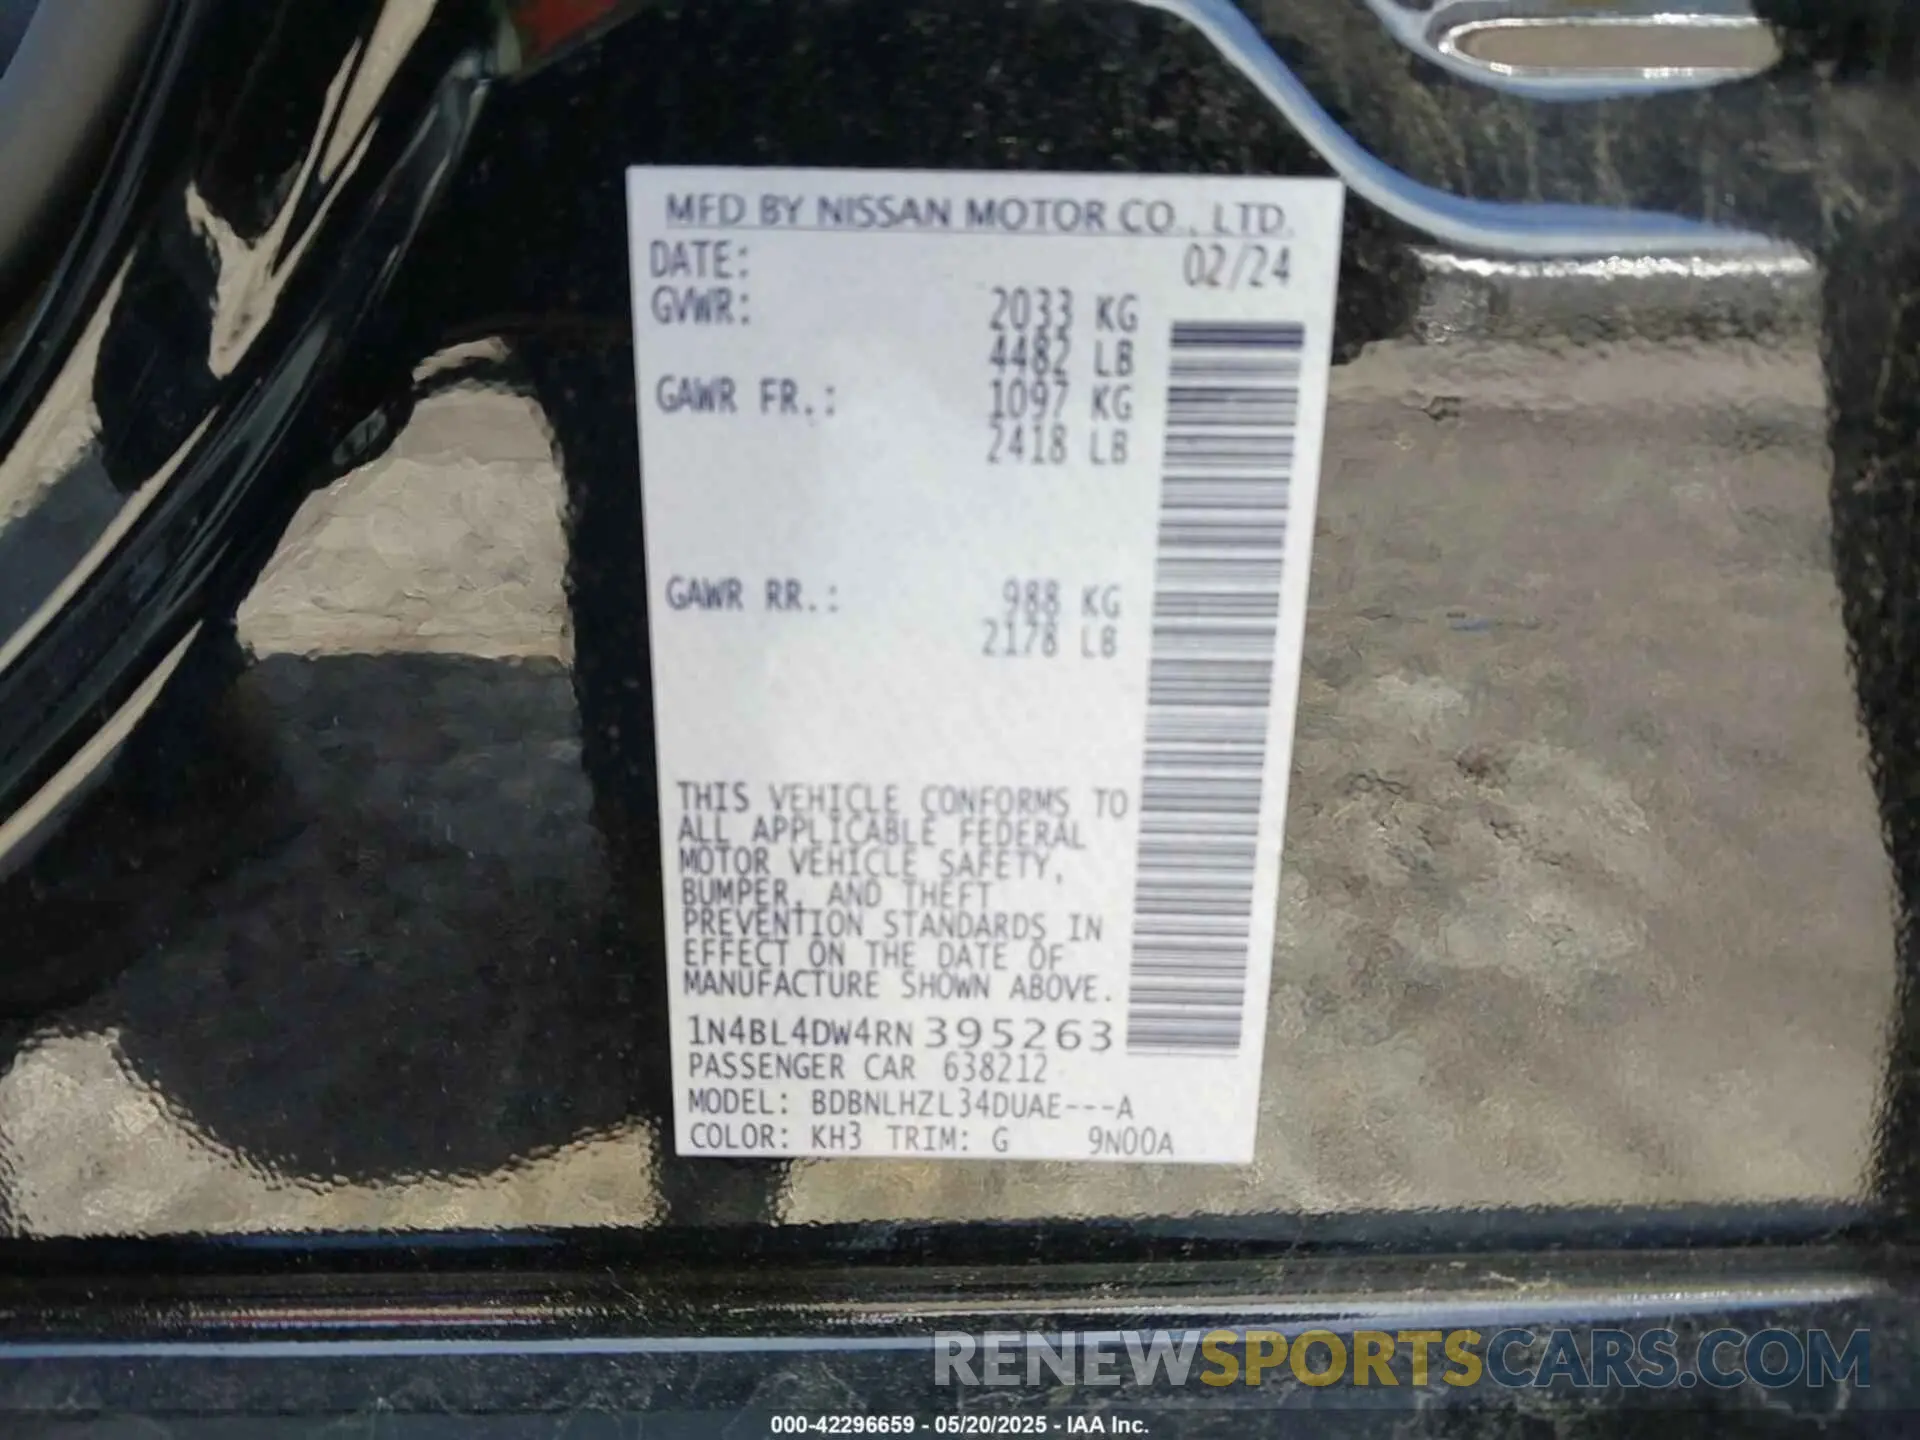 MFD BY NISSAN MOTOR CO., LTD.
DATE: 02/24
GVWR: 2033 KG
4482 LB
GAWR FR.: 1097 KG
2418 LB
GAWR RR.: 988 KG
2178 LB
THIS VEHICLE CONFORMS TO
ALL APPLICABLE FEDERAL
MOTOR VEHICLE SAFETY,
BUMPER, AND THEFT
PREVENTION STANDARDS IN
EFFECT ON THE DATE OF
MANUFACTURE SHOWN ABOVE.
1N4BL4DW4RN395263
PASSENGER CAR 638212
MODEL: BDBNLHZL34DUAE---A
COLOR: KH3 TRIM: G 9N00A
RENEWSPORTSCARS.COM
000-42296659 - 05/20/2025 - IAA Inc.